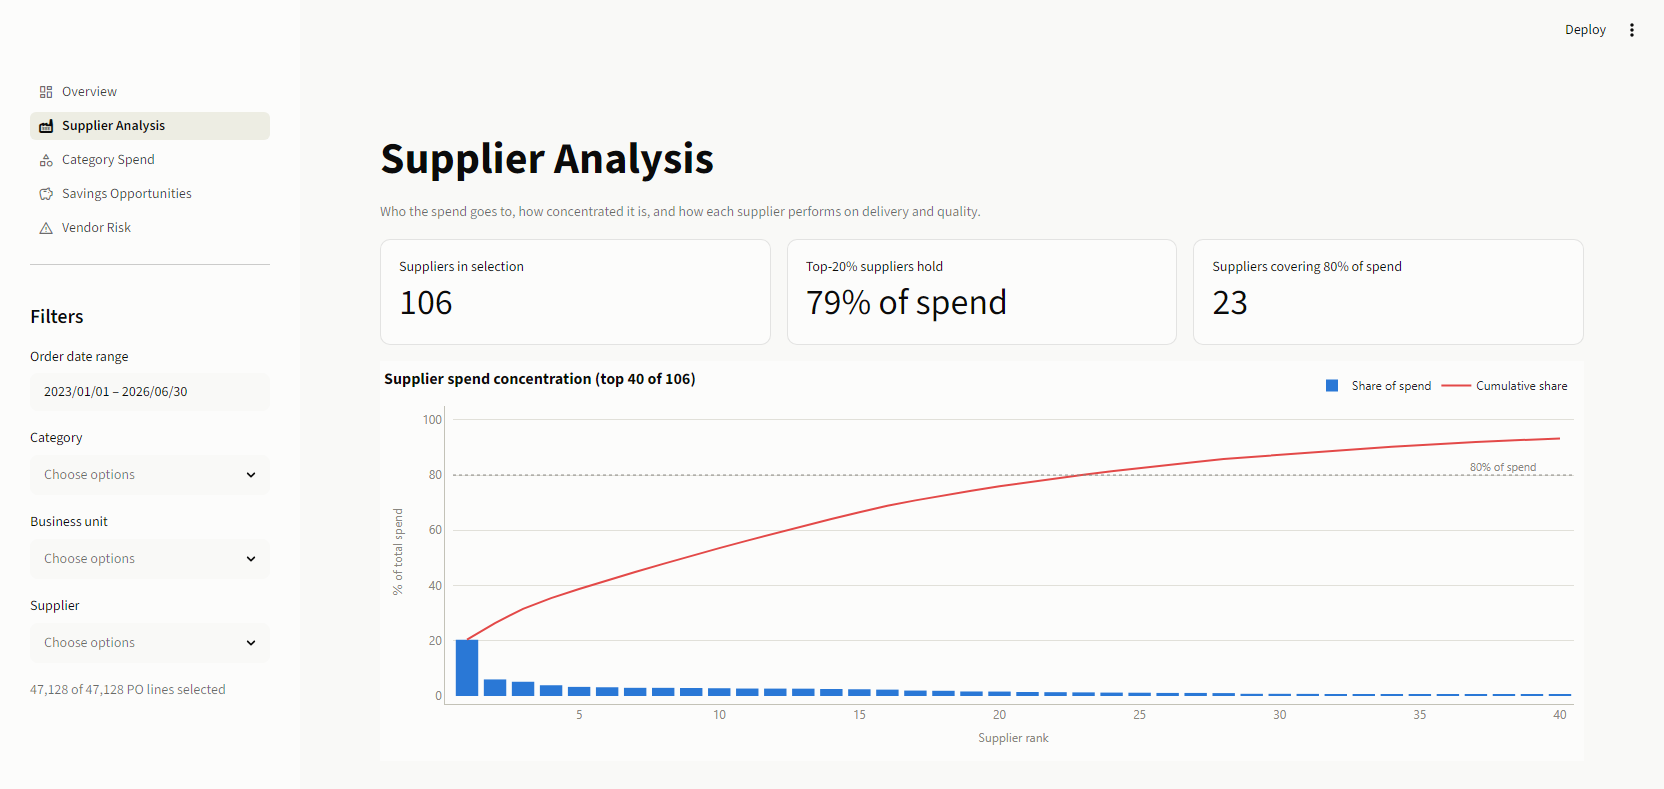 Deploy
Overview
Supplier Analysis
Category Spend
Savings Opportunities
Vendor Risk
Filters
Order date range
2023/01/01 – 2026/06/30
Category
Choose options
Business unit
Choose options
Supplier
Choose options
47,128 of 47,128 PO lines selected
Supplier Analysis
Who the spend goes to, how concentrated it is, and how each supplier performs on delivery and quality.
Suppliers in selection
106
Top-20% suppliers hold
79% of spend
Suppliers covering 80% of spend
23
Supplier spend concentration (top 40 of 106)
Share of spend
Cumulative share
% of total spend
100
80
60
40
20
0
80% of spend
5 10 15 20 25 30 35 40
Supplier rank